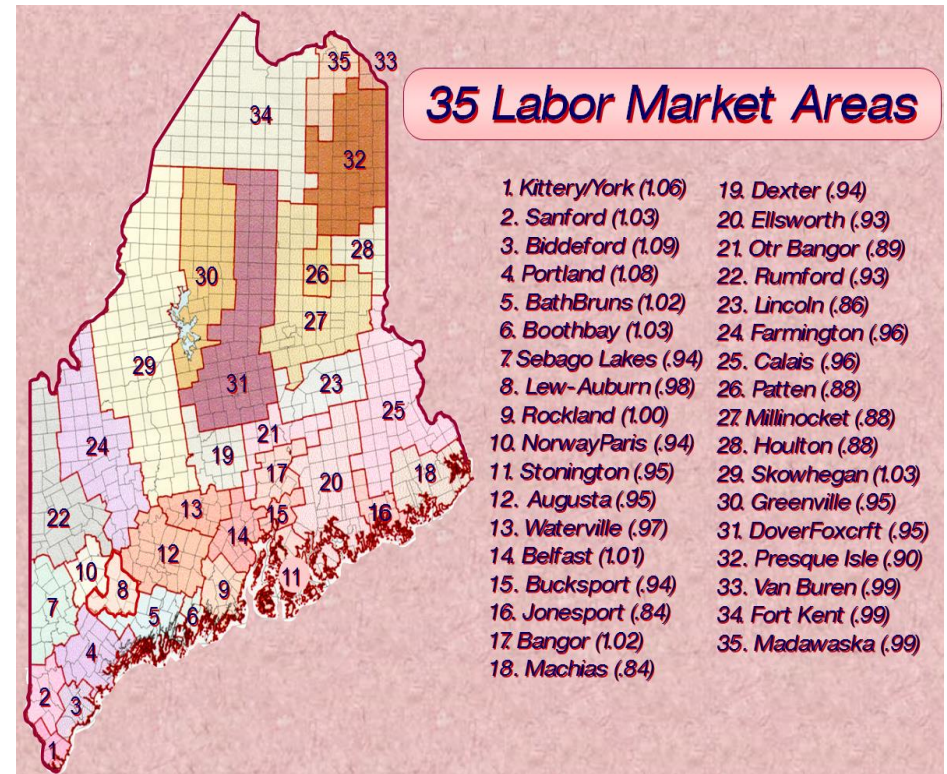 35 Labor Market Areas
1. Kittery/York (1.06)
2. Sanford (1.03)
3. Biddeford (1.09)
4. Portland (1.08)
5. BathBruns (1.02)
6. Boothbay (1.03)
7. Sebago Lakes (.94)
8. Lew-Auburn (.98)
9. Rockland (1.00)
10. NorwayParis (.94)
11. Stonington (.95)
12. Augusta (.95)
13. Waterville (.97)
14. Belfast (1.01)
15. Bucksport (.94)
16. Jonesport (.84)
17. Bangor (1.02)
18. Machias (.84)
19. Dexter (.94)
20. Ellsworth (.93)
21. Otr Bangor (.89)
22. Rumford (.93)
23. Lincoln (.86)
24. Farmington (.96)
25. Calais (.96)
26. Patten (.88)
27. Millinocket (.88)
28. Houlton (.88)
29. Skowhegan (1.03)
30. Greenville (.95)
31. DoverFoxcrft (.95)
32. Presque Isle (.90)
33. Van Buren (.99)
34. Fort Kent (.99)
35. Madawaska (.99)
35
33
34
32
28
30
26
27
29
31
23
25
24
21
19
17
20
18
13
15
16
22
14
12
10
8
9
11
7
5
6
4
2
3
1